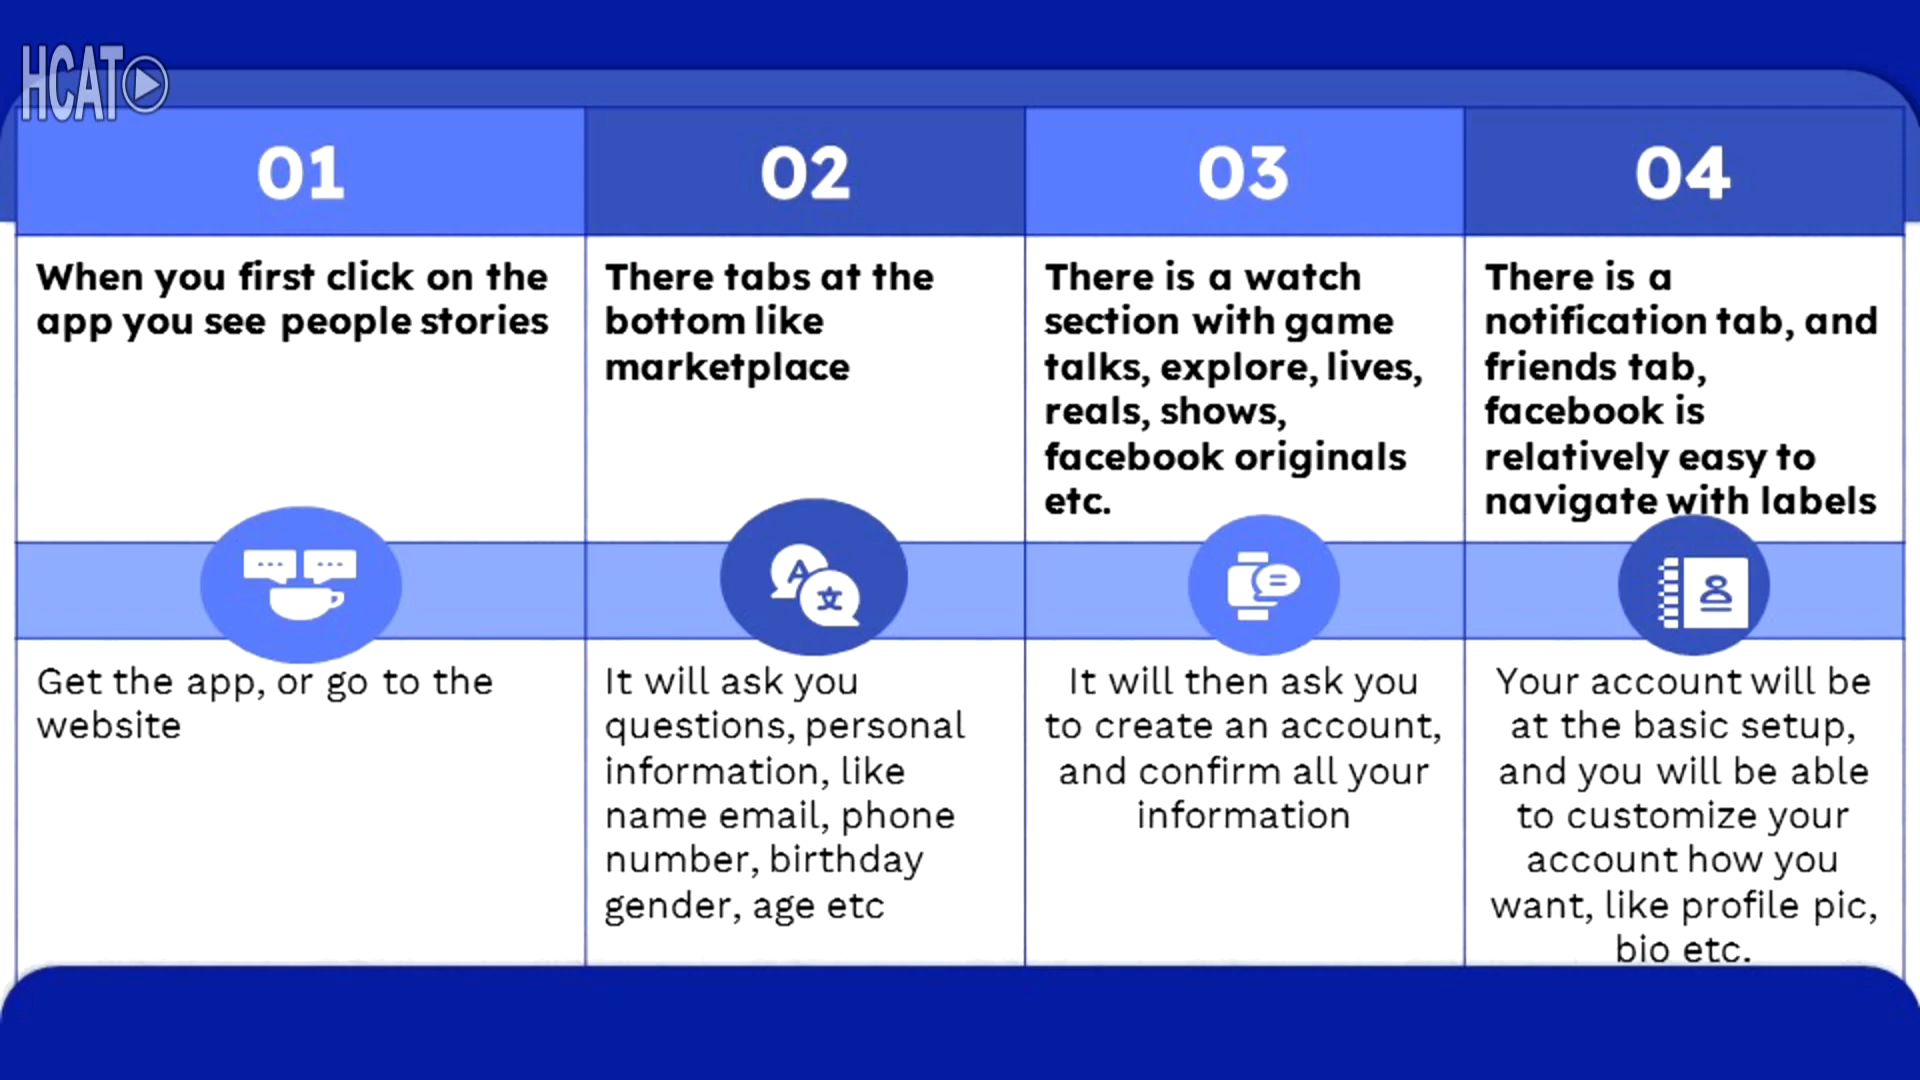 HCAT
01
02
03
04
When you first click on the
app you see people stories
There tabs at the
bottom like
marketplace
There is a watch
section with game
talks, explore, lives,
reals, shows,
facebook originals
etc.
There is a
notification tab, and
friends tab,
facebook is
relatively easy to
navigate with labels
A
文
Get the app, or go to the
website
It will ask you
questions, personal
information, like
name email, phone
number, birthday
gender, age etc
It will then ask you
to create an account,
and confirm all your
information
Your account will be
at the basic setup,
and you will be able
to customize your
account how you
want, like profile pic,
bio etc.